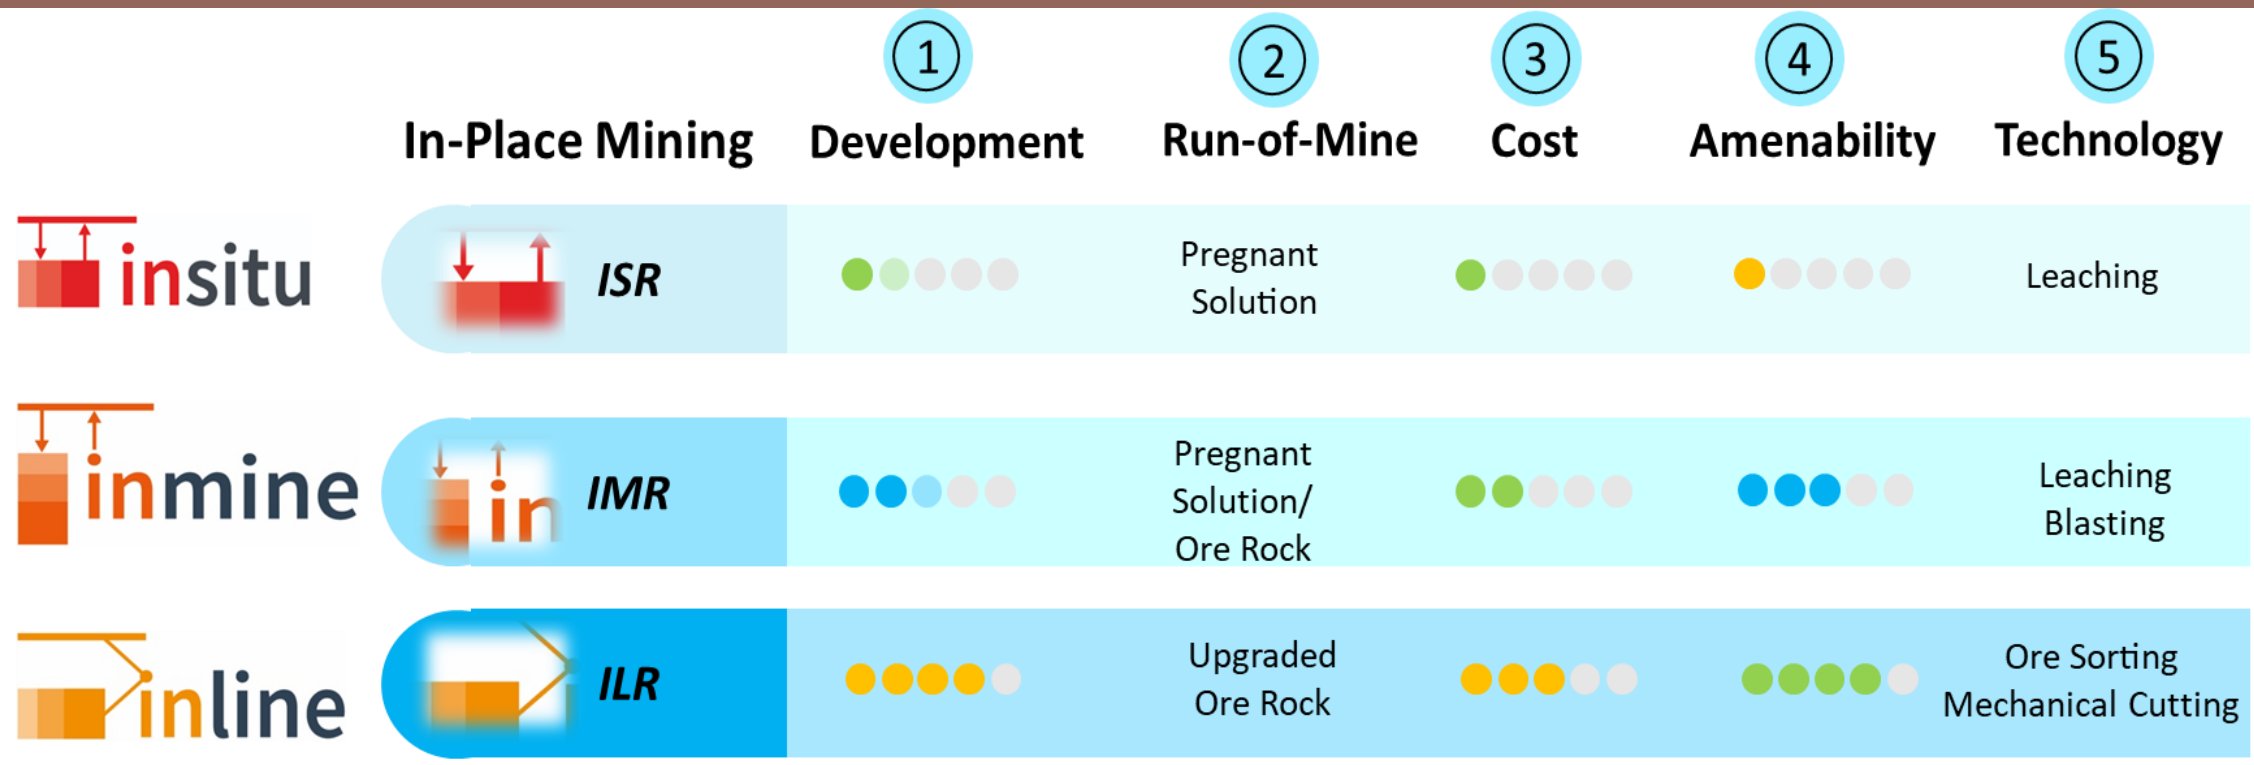 1
2
3
4
5
In-Place Mining
Development
Run-of-Mine
Cost
Amenability
Technology
insitu
ISR
Pregnant
Solution
Leaching
inmine
in
IMR
Pregnant
Solution/
Ore Rock
Leaching
Blasting
inline
ILR
Upgraded
Ore Rock
Ore Sorting
Mechanical Cutting